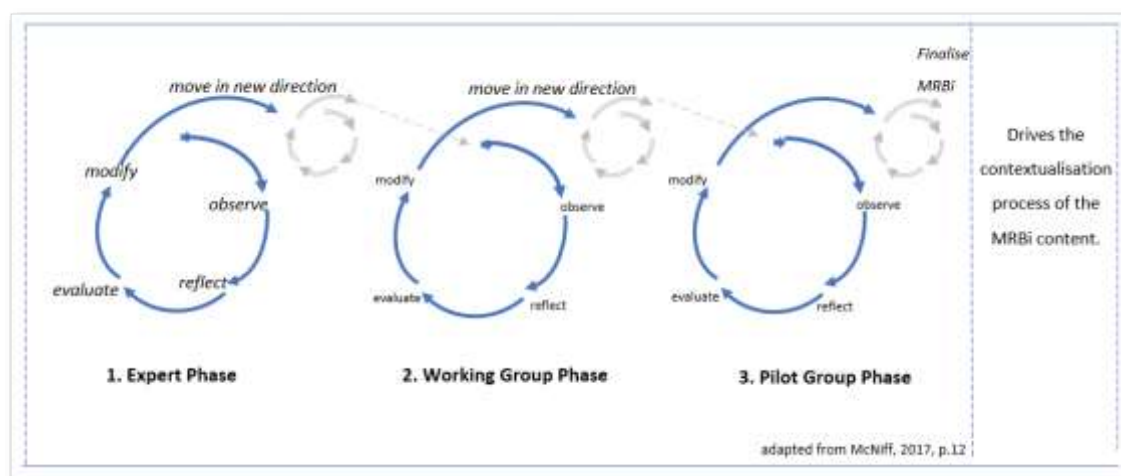 move in new direction
modify
observe
reflect
evaluate
1. Expert Phase
move in new direction
modify
observe
reflect
evaluate
2. Working Group Phase
Finalise
MRBi
modify
observe
reflect
evaluate
3. Pilot Group Phase
adapted from McNiff, 2017, p.12
Drives the
contextualisation
process of the
MRBi content.